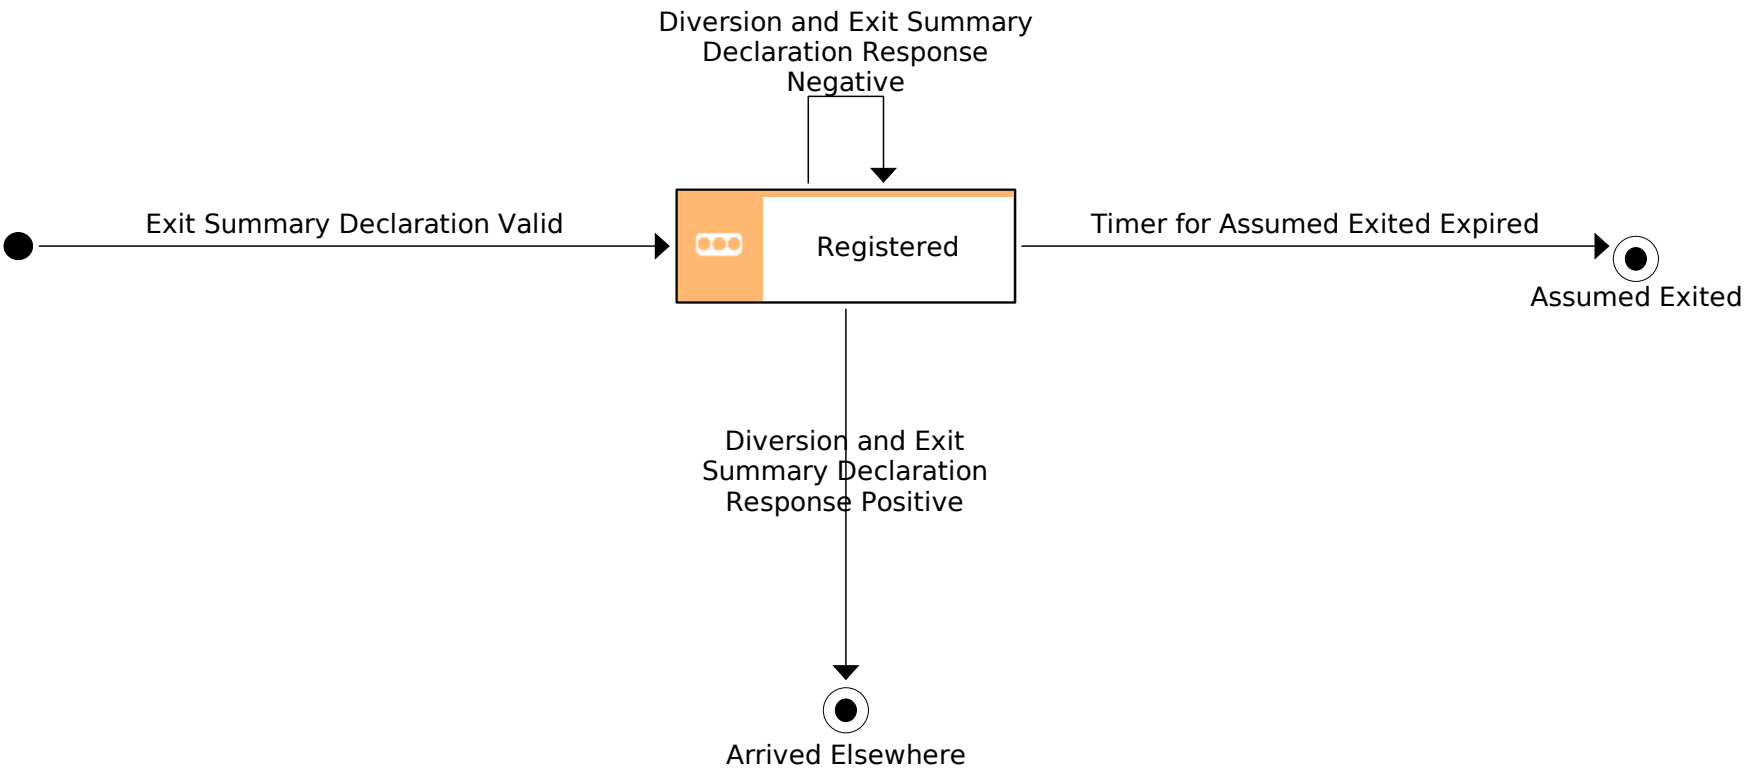 Diversion and Exit Summary
Declaration Response
Negative
Exit Summary Declaration Valid
Registered
Timer for Assumed Exited Expired
Assumed Exited
Diversion and Exit
Summary Declaration
Response Positive
Arrived Elsewhere